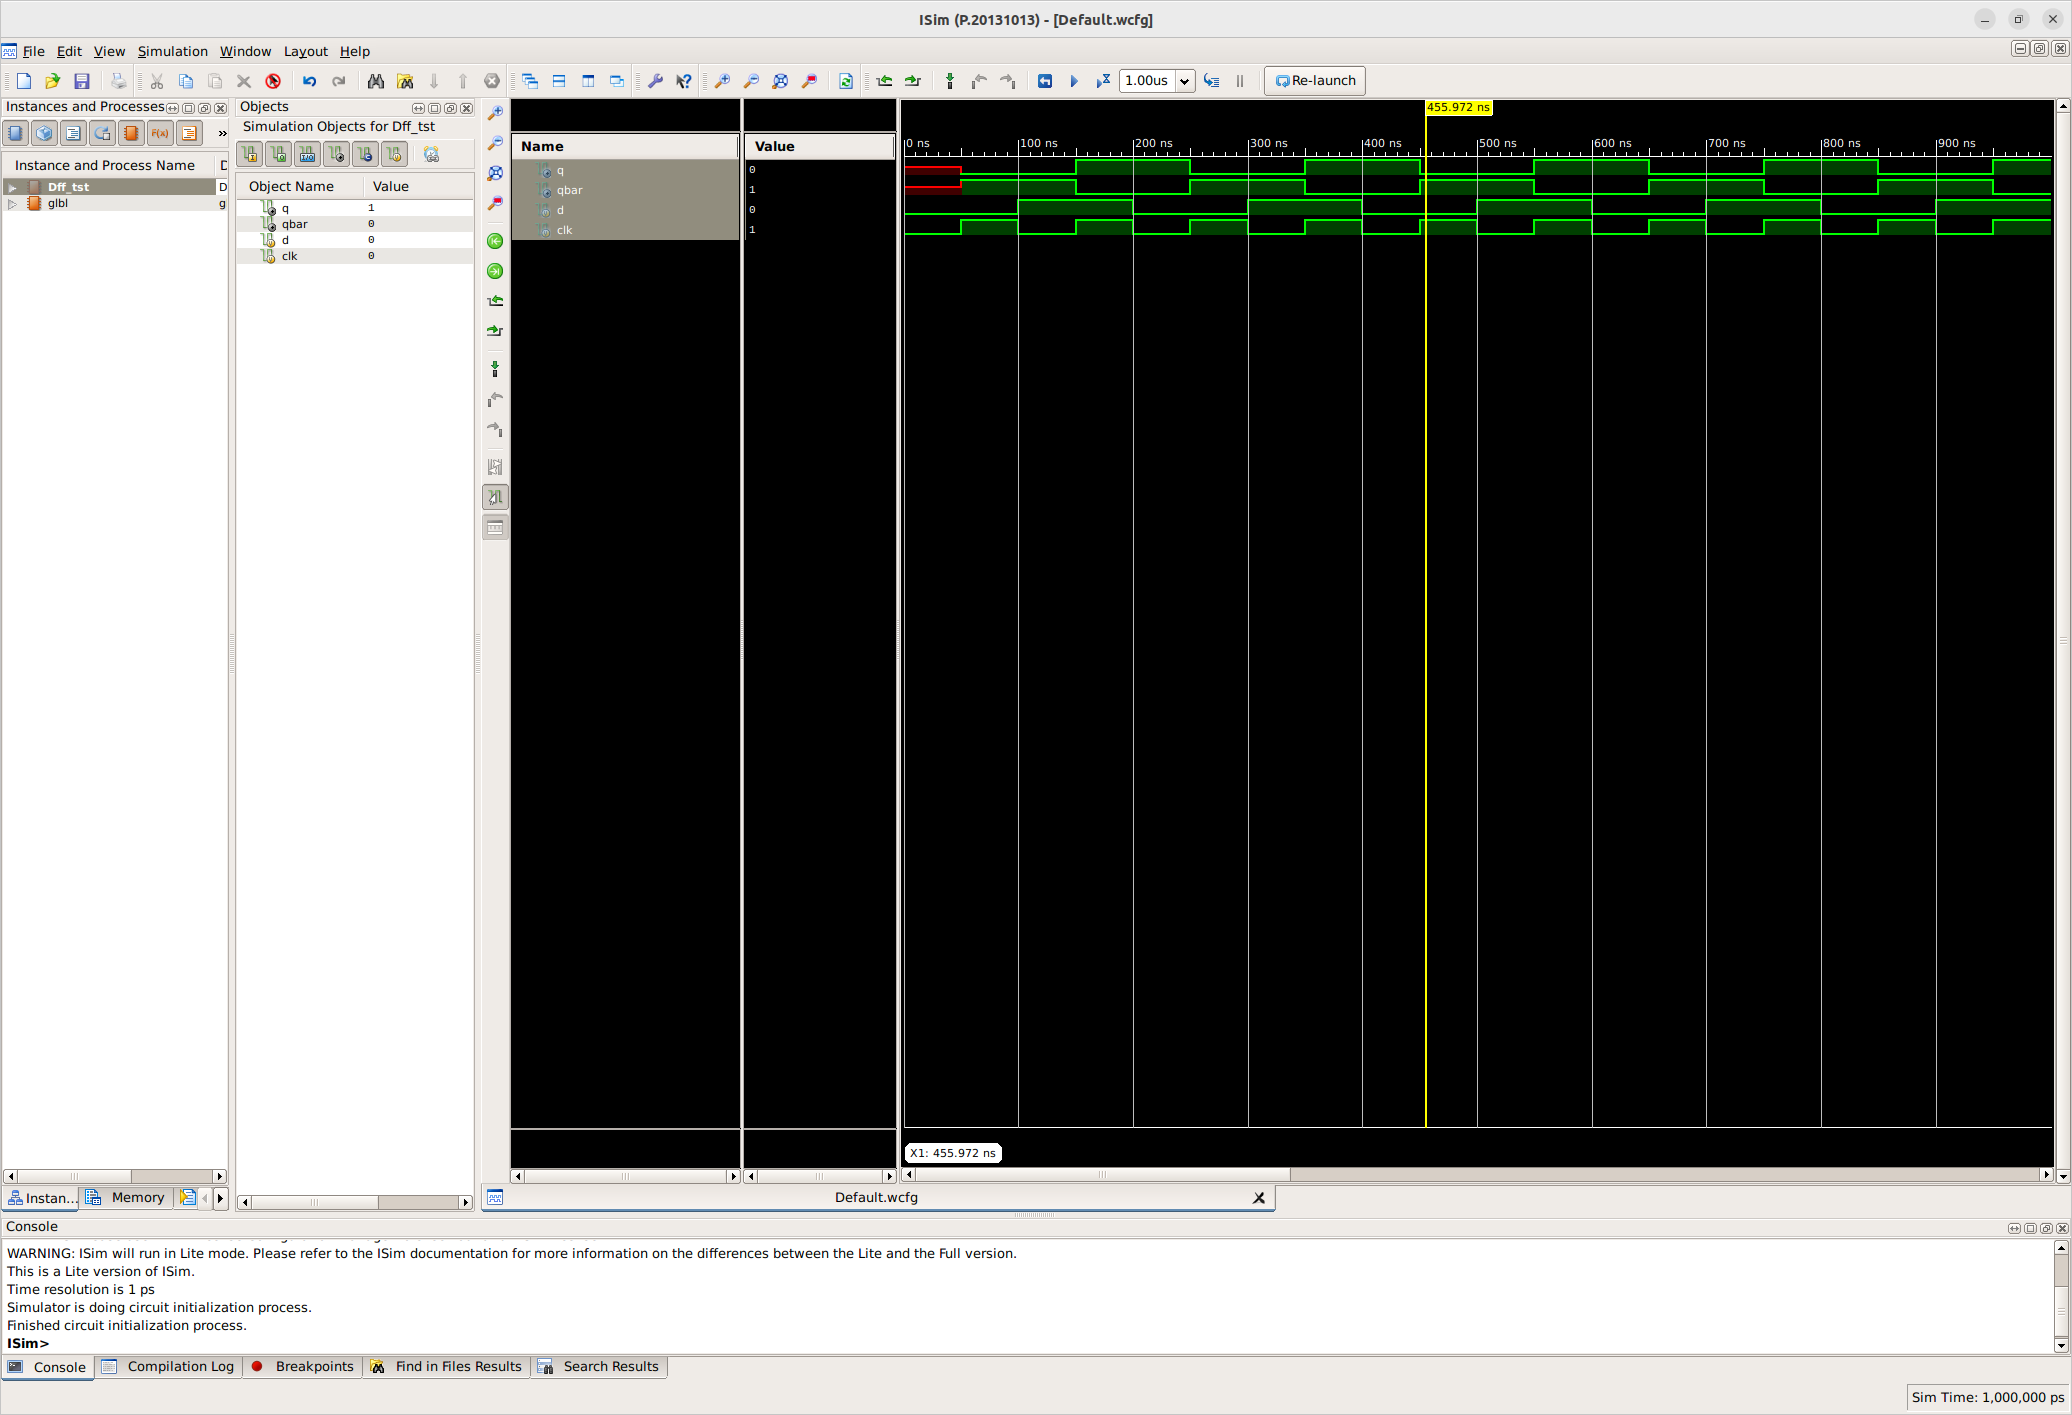 ISim (P.20131013) - [Default.wcfg]
File Edit View Simulation Window Layout Help
1.00us Re-launch
Instances and Processes
Instance and Process Name D
Dff_tst D
glbl g
Instan... Memory
Objects
Simulation Objects for Dff_tst
Object Name Value
q 1
qbar 0
d 0
clk 0
Name Value
q 0
qbar 1
d 0
clk 1
455.972 ns
0 ns 100 ns 200 ns 300 ns 400 ns 500 ns 600 ns 700 ns 800 ns 900 ns
X1: 455.972 ns
Default.wcfg
Console
WARNING: ISim will run in Lite mode. Please refer to the ISim documentation for more information on the differences between the Lite and the Full version.
This is a Lite version of ISim.
Time resolution is 1 ps
Simulator is doing circuit initialization process.
Finished circuit initialization process.
ISim>
Console Compilation Log Breakpoints Find in Files Results Search Results
Sim Time: 1,000,000 ps